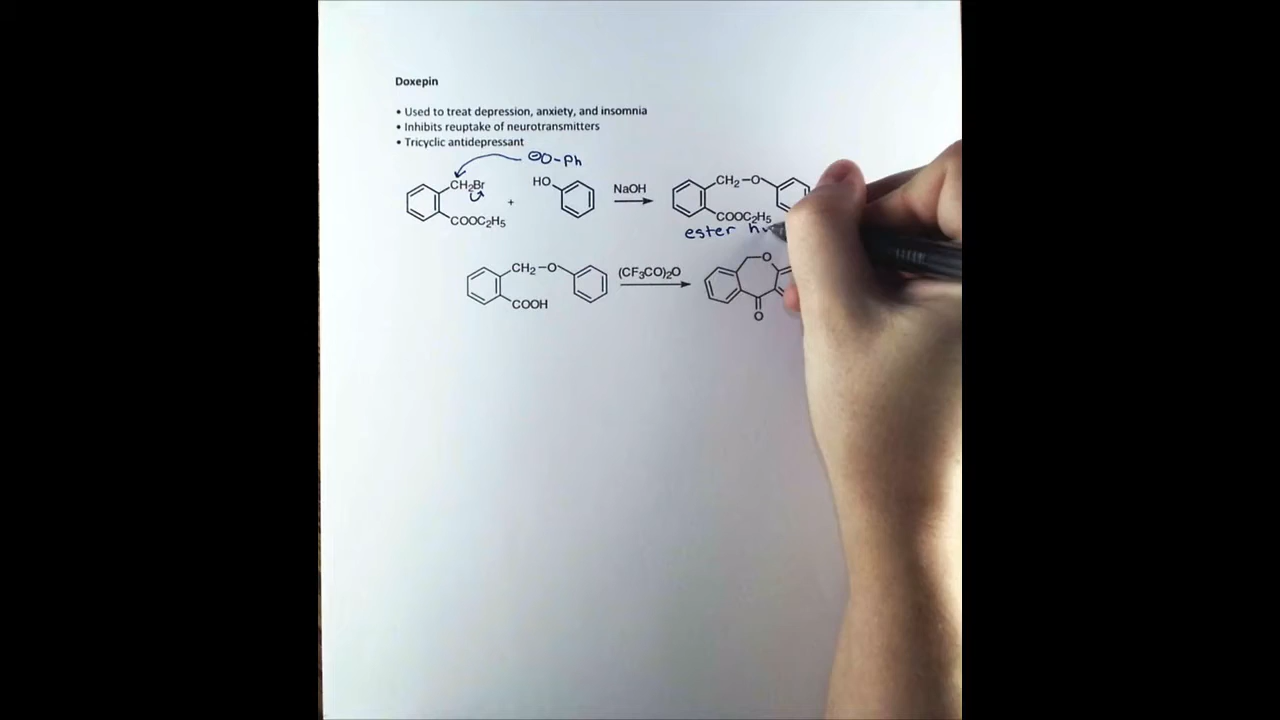 Doxepin
• Used to treat depression, anxiety, and insomnia
• Inhibits reuptake of neurotransmitters
• Tricyclic antidepressant
⊖O-Ph
CH₂Br
COOC₂H₅
+
HO
NaOH
CH₂-O
COOC₂H₅
ester
CH₂-O
COOH
(CF₃CO)₂O
O
O